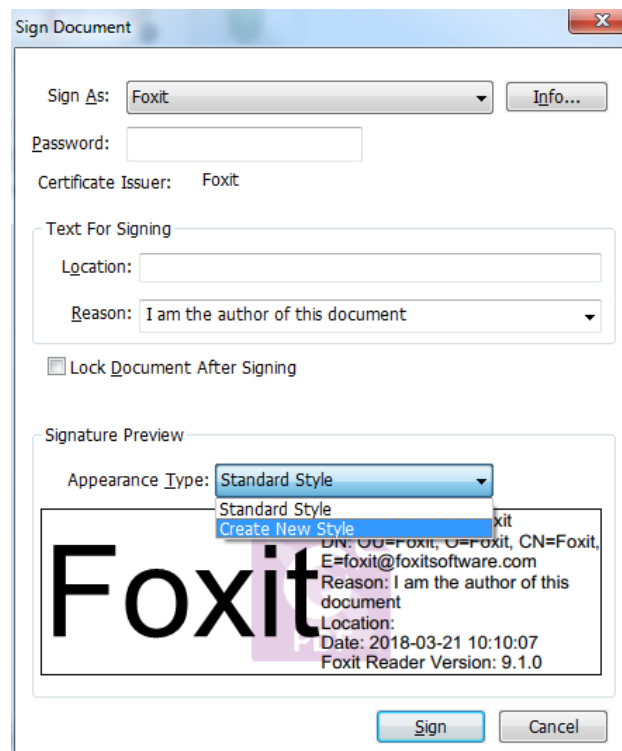 Sign Document
Sign As: Foxit Info...
Password:
Certificate Issuer: Foxit
Text For Signing
Location:
Reason: I am the author of this document
Lock Document After Signing
Signature Preview
Appearance Type: Standard Style
Standard Style
Create New Style
Foxit
xit
DN: OU=Foxit, O=Foxit, CN=Foxit,
E=foxit@foxitsoftware.com
Reason: I am the author of this
document
Location:
Date: 2018-03-21 10:10:07
Foxit Reader Version: 9.1.0
PDF
Sign Cancel